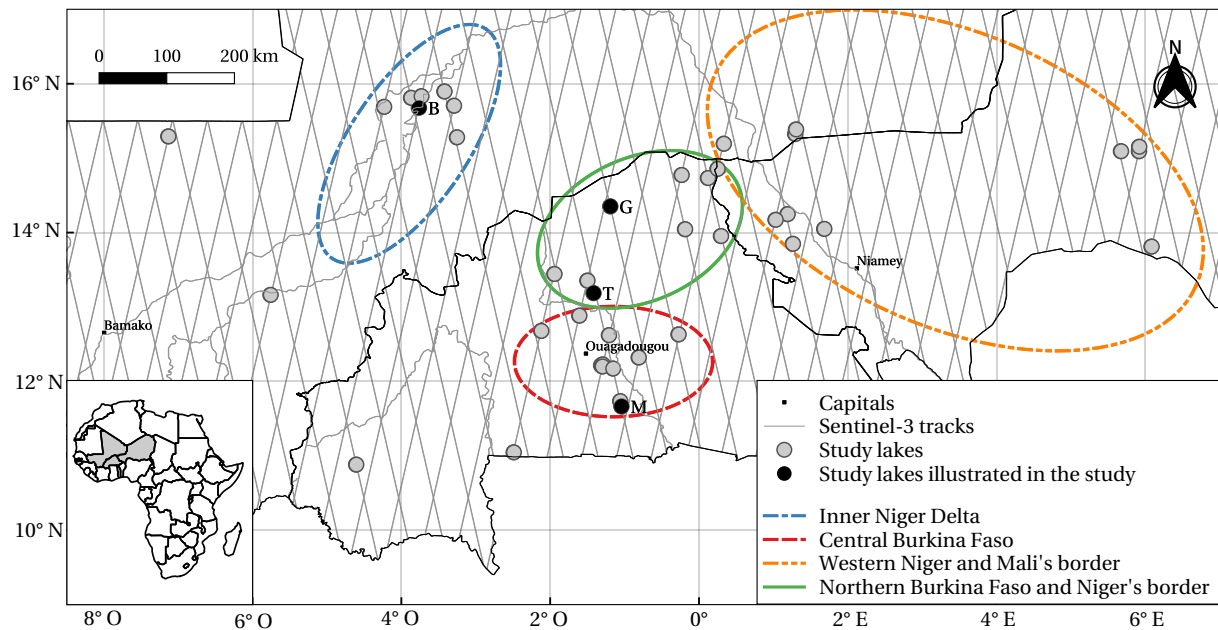 0 100 200 km
N
16° N
14° N
12° N
10° N
B
G
T
M
Niamey
Bamako
Ouagadougou
Capitals
Sentinel-3 tracks
Study lakes
Study lakes illustrated in the study
Inner Niger Delta
Central Burkina Faso
Western Niger and Mali's border
Northern Burkina Faso and Niger's border
8° O 6° O 4° O 2° O 0° 2° E 4° E 6° E